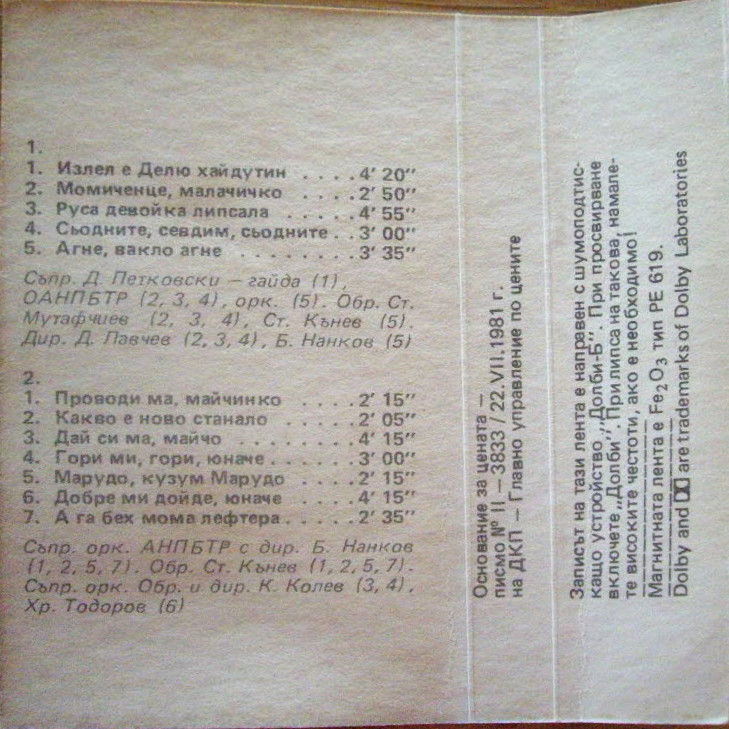 1.
1. Излел е Делю хайдутин . . . . 4' 20''
2. Момиченце, малачичко . . . . 2' 50''
3. Руса девойка липсала . . . . . 4' 55''
4. Сьодните, севдим, сьодните . . 3' 00''
5. Агне, вакло агне . . . . . . . . 3' 35''
Съпр. Д. Петковски — гайда (1),
ОАНПБТР (2, 3, 4), орк. (5). Обр. Ст.
Мутафчиев (2, 3, 4), Ст. Кънев (5).
Дир. Д. Павчев (2, 3, 4), Б. Нанков (5)
2.
1. Проводи ма, майчинко . . . . . 2' 15''
2. Какво е ново станало . . . . . 2' 05''
3. Дай си ма, майчо . . . . . . . . 4' 15''
4. Гори ми, гори, юначе . . . . . . 3' 00''
5. Марудо, кузум Марудо . . . . . 2' 15''
6. Добре ми дойде, юначе . . . . . 4' 15''
7. А га бех мома лефтера . . . . . 2' 35''
Съпр. орк. АНПБТР с дир. Б. Нанков
(1, 2, 5, 7). Обр. Ст. Кънев (1, 2, 5, 7).
Съпр. орк. Обр. и дир. К. Колев (3, 4),
Хр. Тодоров (6)
Основание за цената —
писмо № II — 3833 / 22.VII.1981 г.
на ДКП — Главно управление по цените
Записът на тази лента е направен с шумоподтис-
кащо устройство „Долби-Б''. При просвирване
включете „Долби''. При липса на такова, намале-
те високите честоти, ако е необходимо!
Магнитната лента е Fe2O3 тип PE 619.
Dolby and are trademarks of Dolby Laboratories